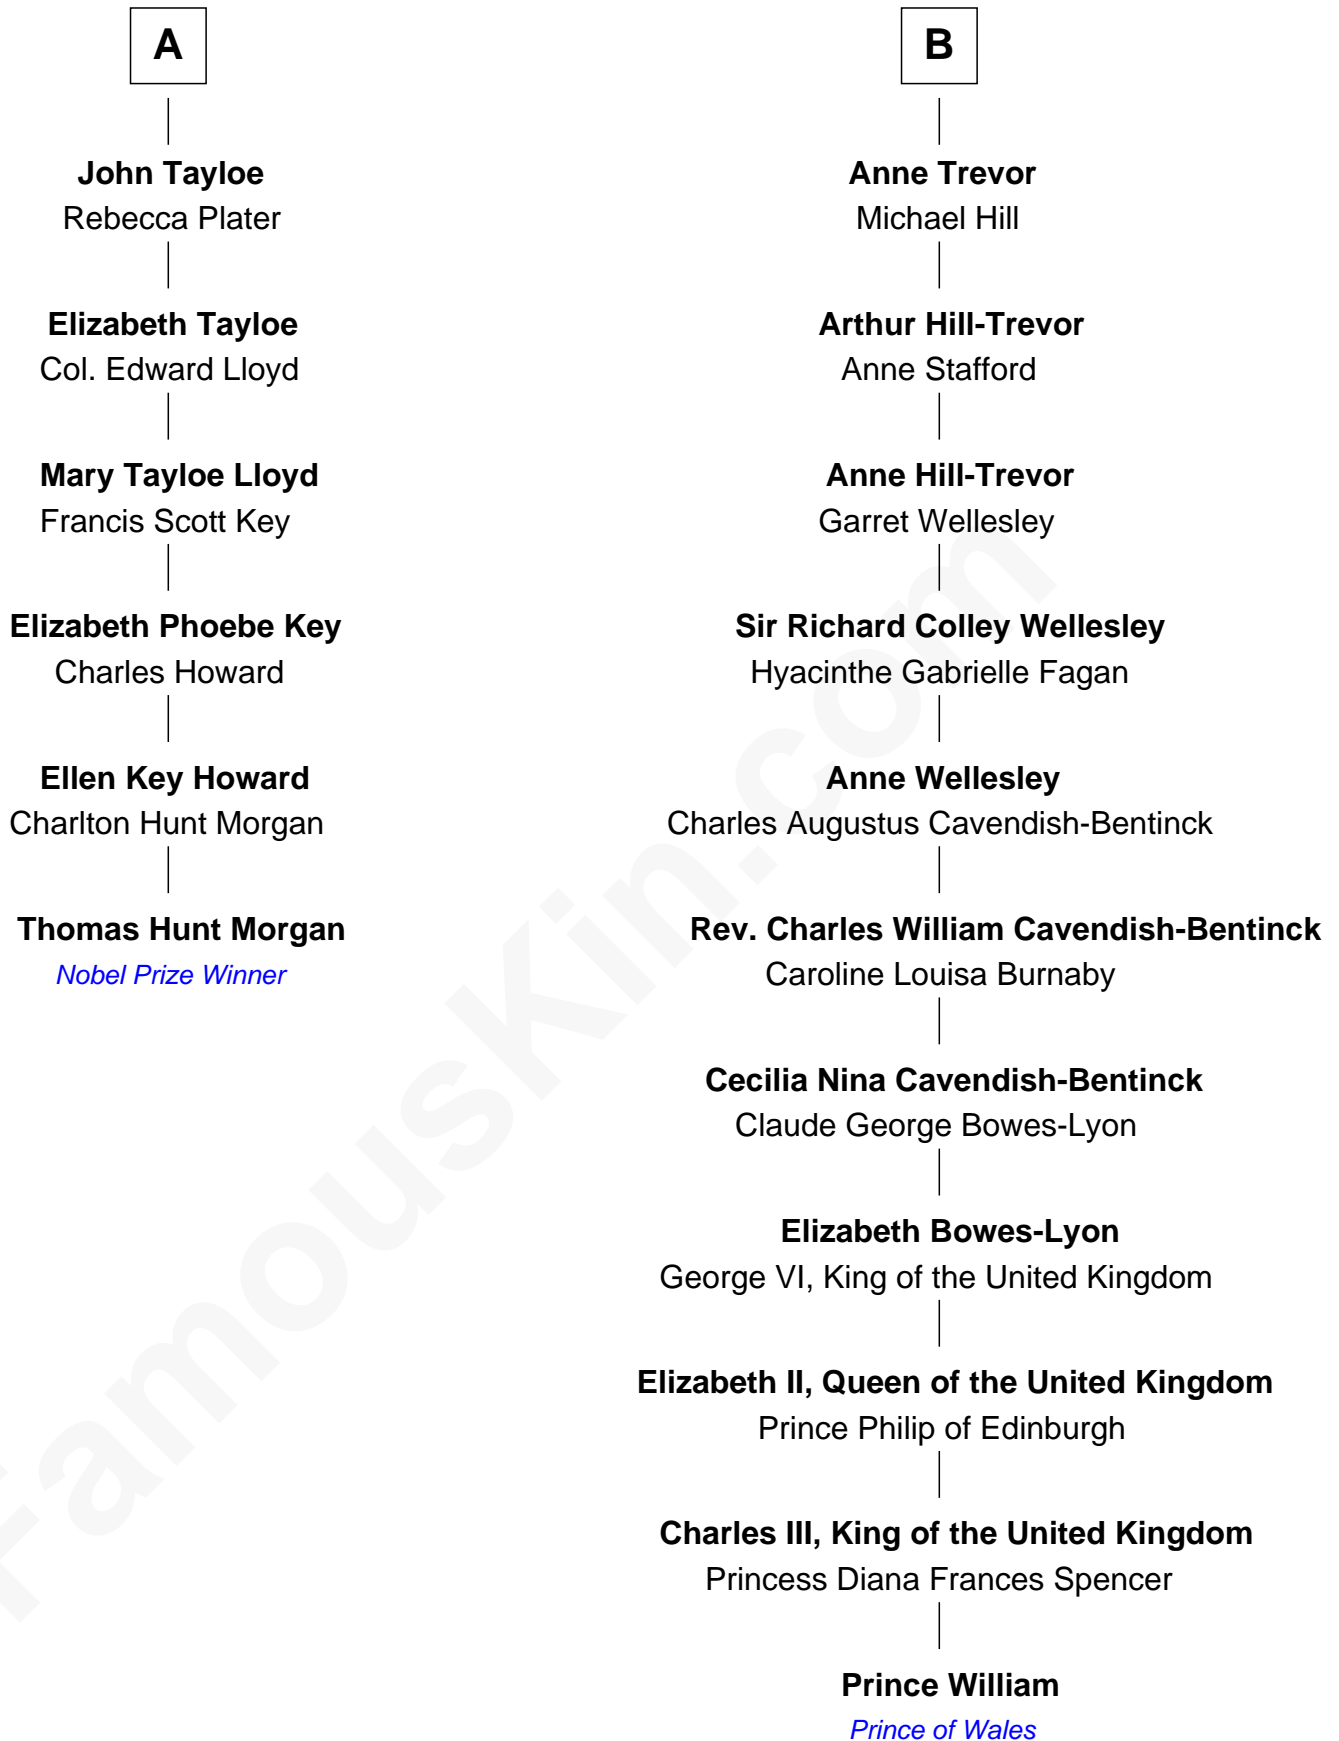 A
John Tayloe
Rebecca Plater
Elizabeth Tayloe
Col. Edward Lloyd
Mary Tayloe Lloyd
Francis Scott Key
Elizabeth Phoebe Key
Charles Howard
Ellen Key Howard
Charlton Hunt Morgan
Thomas Hunt Morgan
Nobel Prize Winner
B
Anne Trevor
Michael Hill
Arthur Hill-Trevor
Anne Stafford
Anne Hill-Trevor
Garret Wellesley
Sir Richard Colley Wellesley
Hyacinthe Gabrielle Fagan
Anne Wellesley
Charles Augustus Cavendish-Bentinck
Rev. Charles William Cavendish-Bentinck
Caroline Louisa Burnaby
Cecilia Nina Cavendish-Bentinck
Claude George Bowes-Lyon
Elizabeth Bowes-Lyon
George VI, King of the United Kingdom
Elizabeth II, Queen of the United Kingdom
Prince Philip of Edinburgh
Charles III, King of the United Kingdom
Princess Diana Frances Spencer
Prince William
Prince of Wales
FamousKin.com